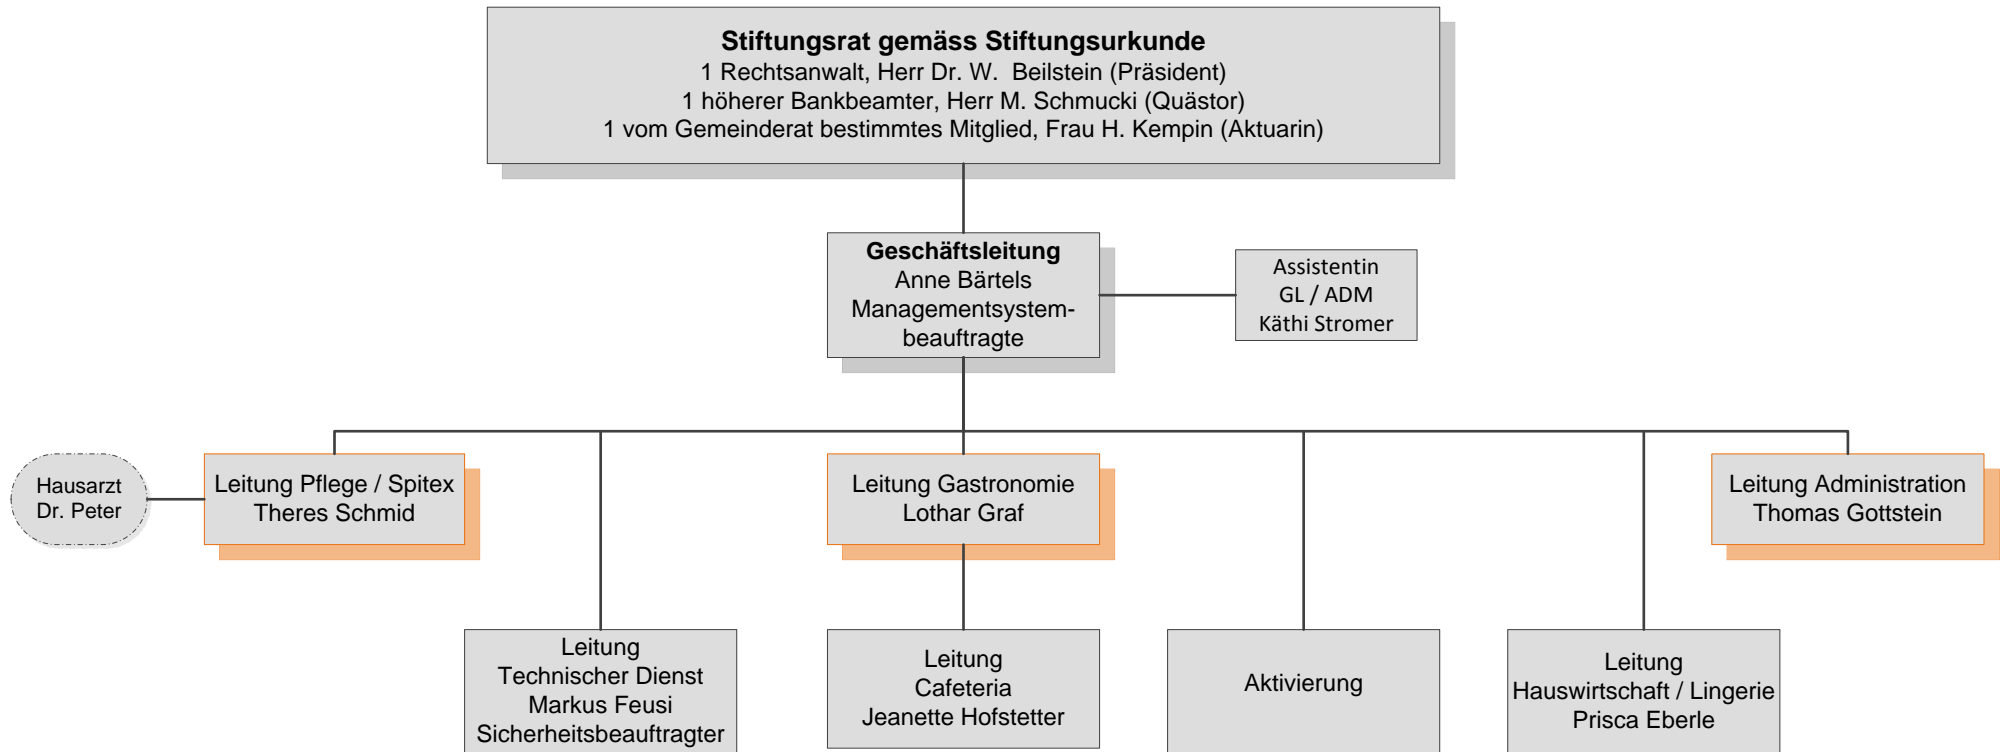 Stiftungsrat gemäss Stiftungsurkunde
1 Rechtsanwalt, Herr Dr. W.  Beilstein (Präsident)
1 höherer Bankbeamter, Herr M. Schmucki (Quästor)
1 vom Gemeinderat bestimmtes Mitglied, Frau H. Kempin (Aktuarin)
Geschäftsleitung
Anne Bärtels
Managementsystem-
beauftragte
Assistentin
GL / ADM
Käthi Stromer
Hausarzt
Dr. Peter
Leitung Pflege / Spitex
Theres Schmid
Leitung Gastronomie
Lothar Graf
Leitung Administration
Thomas Gottstein
Leitung
Technischer Dienst
Markus Feusi
Sicherheitsbeauftragter
Leitung
Cafeteria
Jeanette Hofstetter
Aktivierung
Leitung
Hauswirtschaft / Lingerie
Prisca Eberle